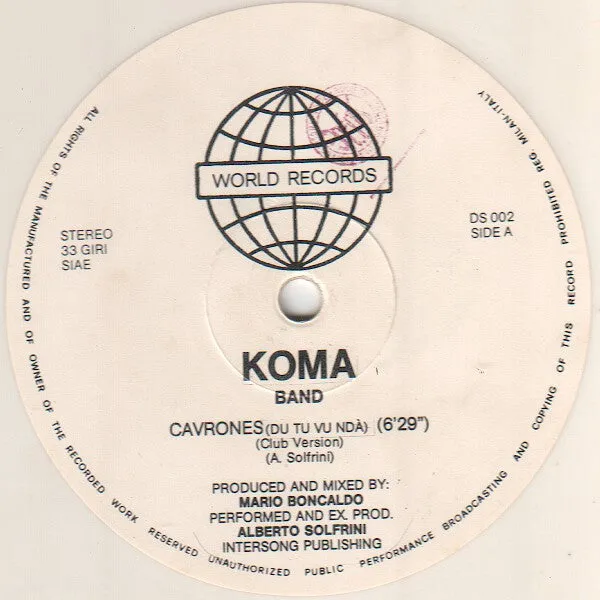 WORLD RECORDS
STEREO
33 GIRI
SIAE
DS 002
SIDE A
KOMA
BAND
CAVRONES (DU TU VU NDÀ) (6'29")
(Club Version)
(A. Solfrini)
PRODUCED AND MIXED BY:
MARIO BONCALDO
PERFORMED AND EX. PROD.
ALBERTO SOLFRINI
INTERSONG PUBLISHING
ALL RIGHTS OF THE MANUFACTURED AND OF OWNER OF THE RECORDED WORK RESERVED UNAUTHORIZED PUBLIC PERFORMANCE BROADCASTING AND COPYING OF THIS RECORD PROHIBITED REG. MILAN-ITALY